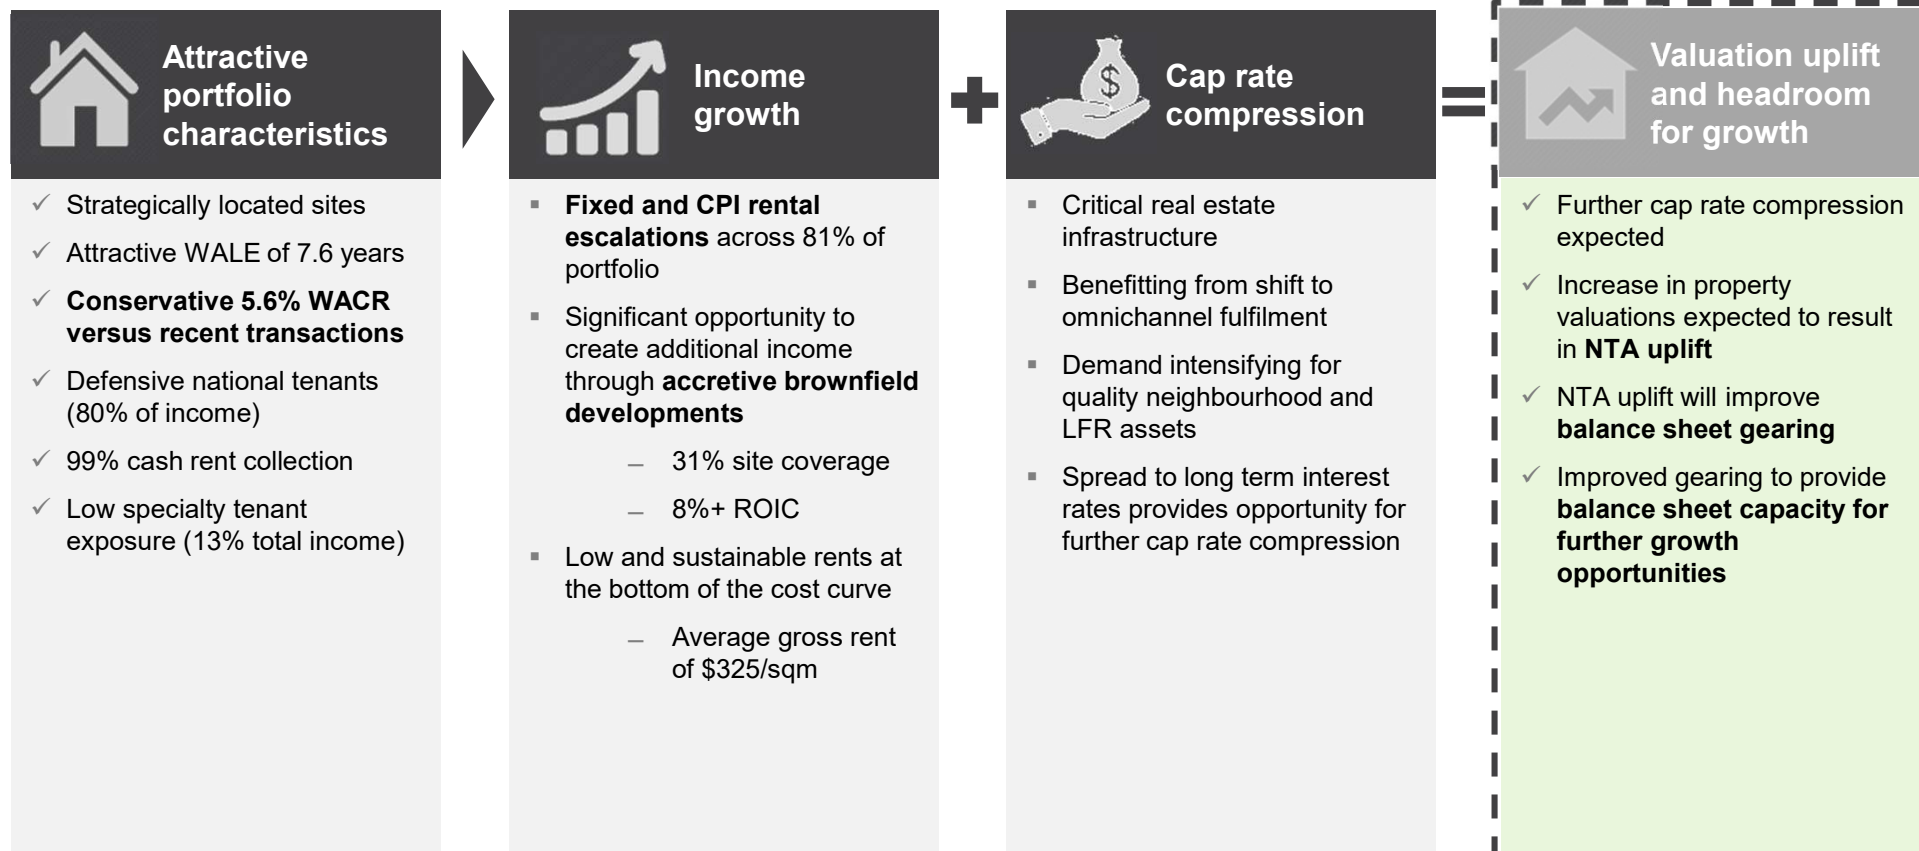 Attractive
portfolio
characteristics
✓ Strategically located sites
✓ Attractive WALE of 7.6 years
✓ Conservative 5.6% WACR
versus recent transactions
✓ Defensive national tenants
(80% of income)
✓ 99% cash rent collection
✓ Low specialty tenant
exposure (13% total income)
Income
growth
▪ Fixed and CPI rental
escalations across 81% of
portfolio
▪ Significant opportunity to
create additional income
through accretive brownfield
developments
– 31% site coverage
– 8%+ ROIC
▪ Low and sustainable rents at
the bottom of the cost curve
– Average gross rent
of $325/sqm
+
$
Cap rate
compression
▪ Critical real estate
infrastructure
▪ Benefitting from shift to
omnichannel fulfilment
▪ Demand intensifying for
quality neighbourhood and
LFR assets
▪ Spread to long term interest
rates provides opportunity for
further cap rate compression
=
Valuation uplift
and headroom
for growth
✓ Further cap rate compression
expected
✓ Increase in property
valuations expected to result
in NTA uplift
✓ NTA uplift will improve
balance sheet gearing
✓ Improved gearing to provide
balance sheet capacity for
further growth
opportunities